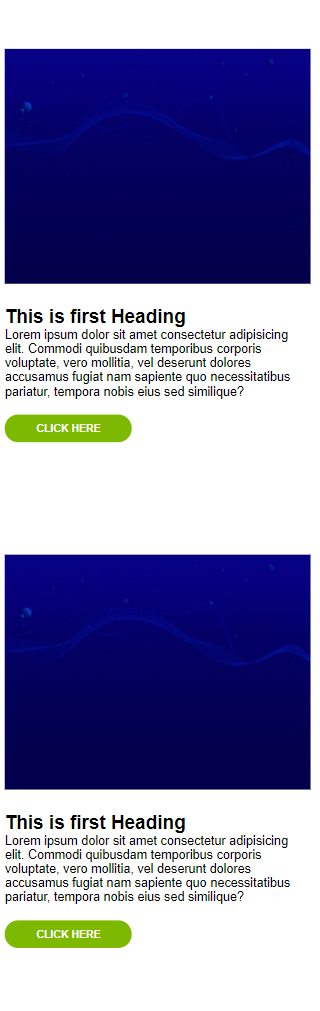 This is first Heading
Lorem ipsum dolor sit amet consectetur adipisicing
elit. Commodi quibusdam temporibus corporis
voluptate, vero mollitia, vel deserunt dolores
accusamus fugiat nam sapiente quo necessitatibus
pariatur, tempora nobis eius sed similique?
CLICK HERE
This is first Heading
Lorem ipsum dolor sit amet consectetur adipisicing
elit. Commodi quibusdam temporibus corporis
voluptate, vero mollitia, vel deserunt dolores
accusamus fugiat nam sapiente quo necessitatibus
pariatur, tempora nobis eius sed similique?
CLICK HERE